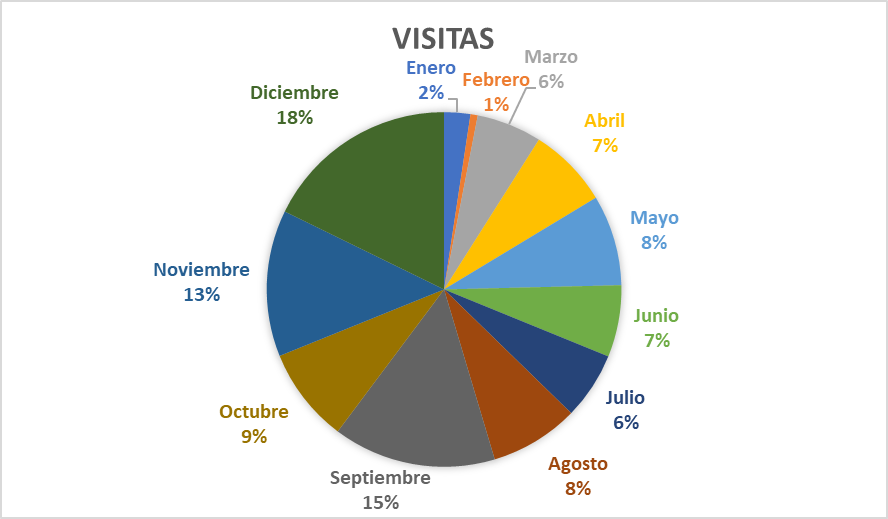 VISITAS
Enero
2%
Febrero
1%
Marzo
6%
Abril
7%
Mayo
8%
Junio
7%
Julio
6%
Agosto
8%
Septiembre
15%
Octubre
9%
Noviembre
13%
Diciembre
18%